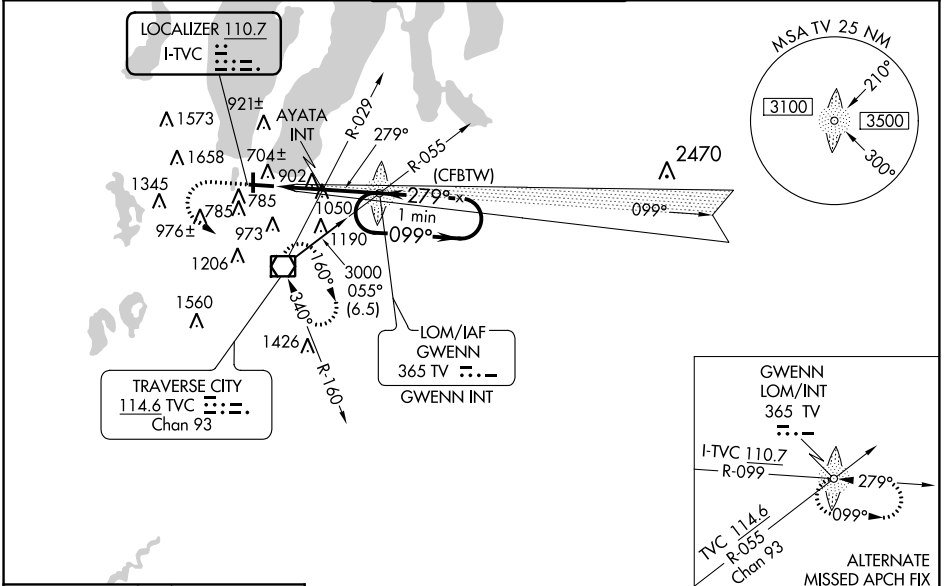 LOCALIZER 110.7
I-TVC
MSA TV 25 NM
210°
3100
3500
300°
921±
1573
AYATA
INT
R-029
279°
R-055
(CFBTW)
2470
1658
704±
902
1345
785
785
279°
1 min
099°
099°
1050
976±
973
1190
1206
160°
3000
055°
(6.5)
340°
1560
1426
R-160
LOM/IAF
GWENN
365 TV
GWENN INT
TRAVERSE CITY
114.6 TVC
Chan 93
GWENN
LOM/INT
365 TV
I-TVC 110.7
R-099
279°
099°
TVC 114.6
R-055
Chan 93
ALTERNATE
MISSED APCH FIX